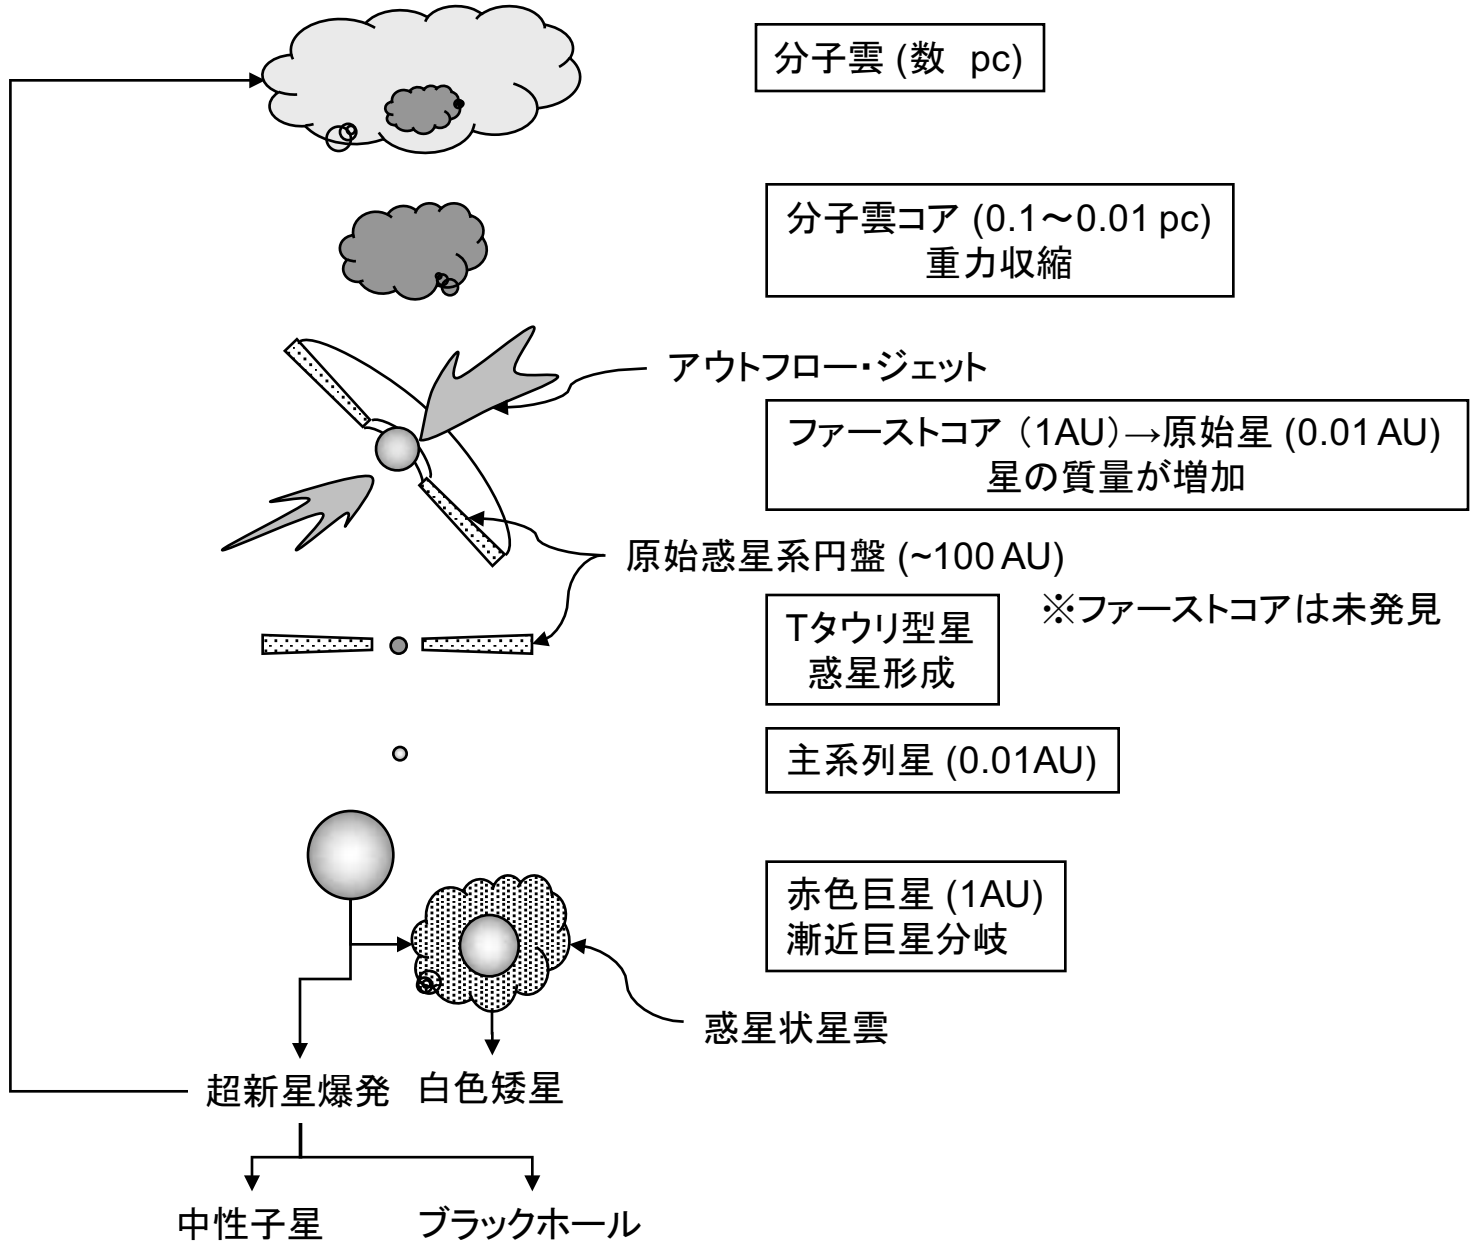 分子雲 (数　pc)
分子雲コア (0.1～0.01 pc)
重力収縮
アウトフロー・ジェット
ファーストコア（1AU）→原始星 (0.01 AU)
星の質量が増加
原始惑星系円盤 (~100 AU)
※ファーストコアは未発見
Tタウリ型星
惑星形成
主系列星 (0.01AU)
赤色巨星 (1AU)
漸近巨星分岐
惑星状星雲
超新星爆発
白色矮星
中性子星
ブラックホール